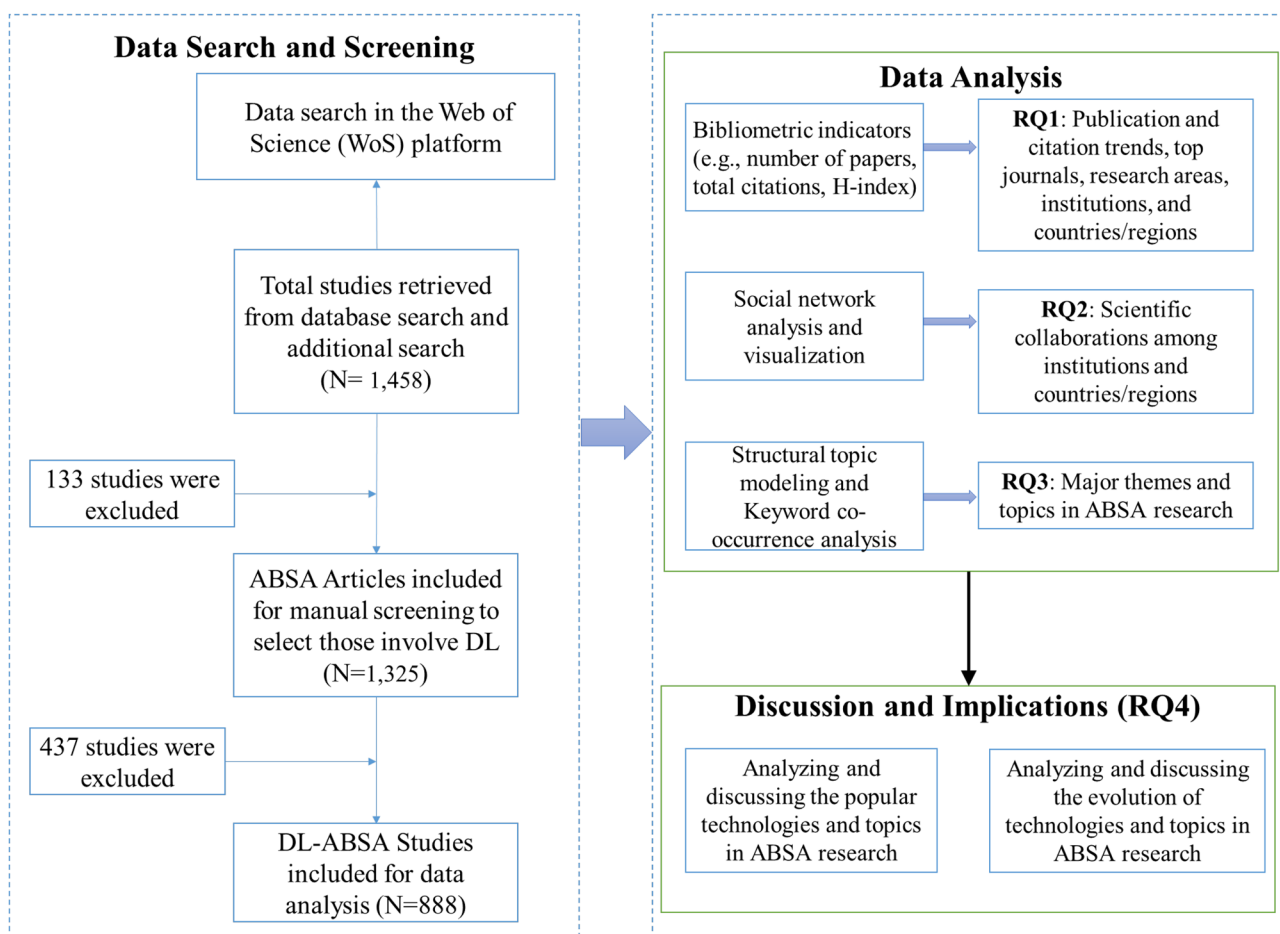 Data Search and Screening
Data search in the Web of
Science (WoS) platform
Total studies retrieved
from database search and
additional search
(N= 1,458)
133 studies were
excluded
ABSA Articles included
for manual screening to
select those involve DL
(N=1,325)
437 studies were
excluded
DL-ABSA Studies
included for data
analysis (N=888)
Data Analysis
Bibliometric indicators
(e.g., number of papers,
total citations, H-index)
RQ1: Publication and
citation trends, top
journals, research areas,
institutions, and
countries/regions
Social network
analysis and
visualization
RQ2: Scientific
collaborations among
institutions and
countries/regions
Structural topic
modeling and
Keyword co-
occurrence analysis
RQ3: Major themes and
topics in ABSA research
Discussion and Implications (RQ4)
Analyzing and
discussing the popular
technologies and topics
in ABSA research
Analyzing and discussing
the evolution of
technologies and topics in
ABSA research